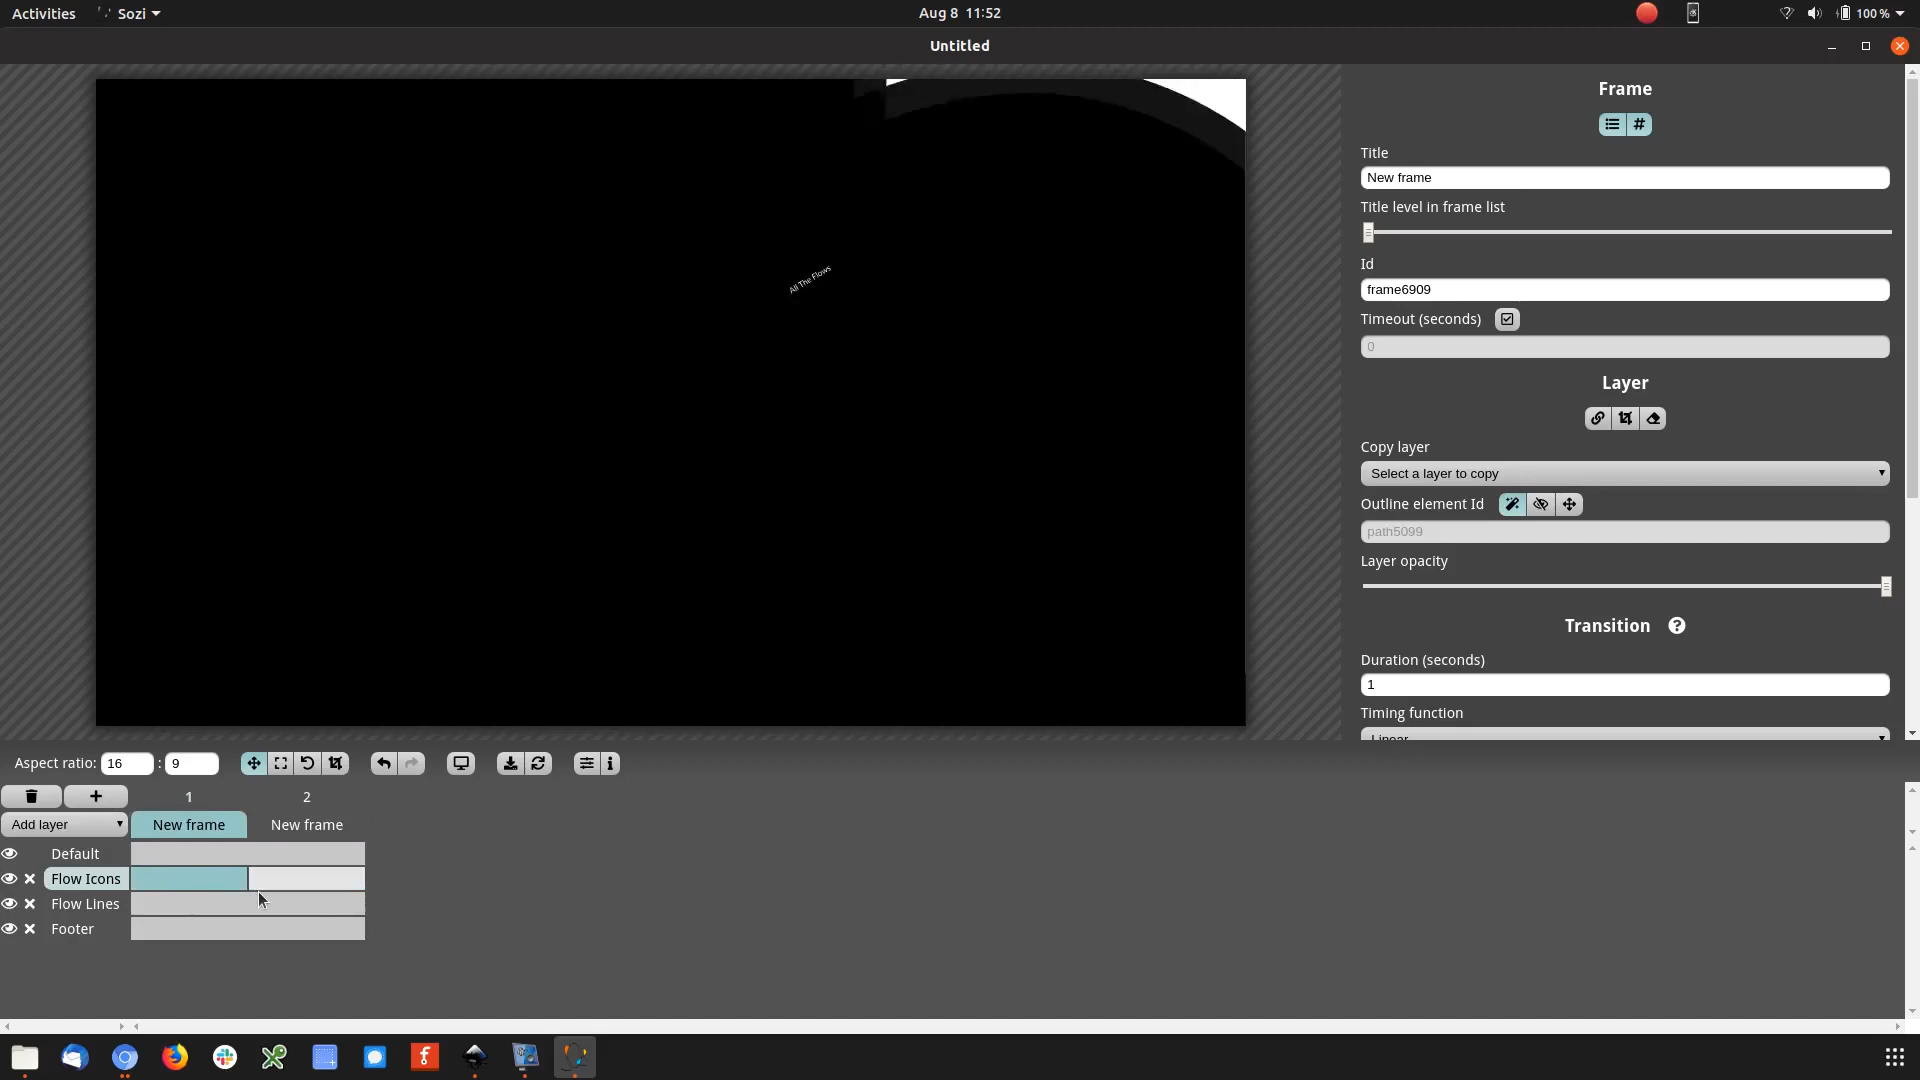 Activities
Sozi
Aug 8 11:52
100 %
Untitled
All The Flows
Frame
Title
New frame
Title level in frame list
Id
frame6909
Timeout (seconds)
0
Layer
Copy layer
Select a layer to copy
Outline element Id
path5099
Layer opacity
Transition
Duration (seconds)
1
Timing function
Linear
Aspect ratio: 16 : 9
1 2
Add layer New frame New frame
Default
Flow Icons
Flow Lines
Footer